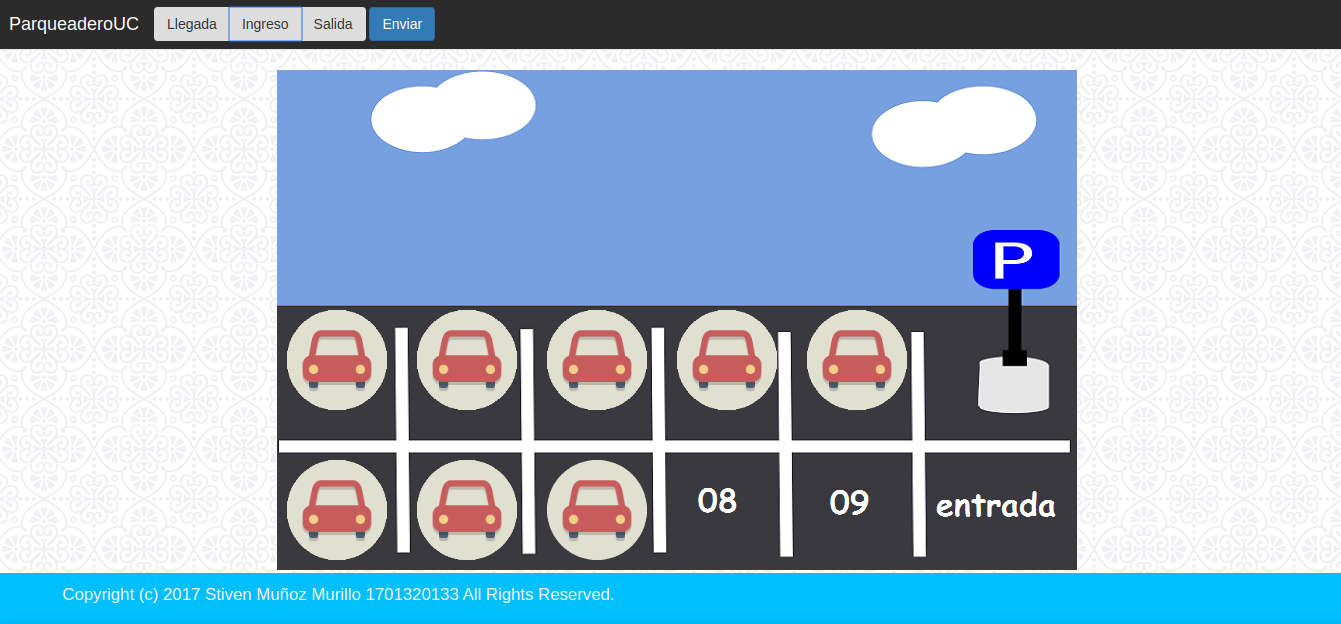 ParqueaderoUC Llegada Ingreso Salida Enviar
P
08 09 entrada
Copyright (c) 2017 Stiven Muñoz Murillo 1701320133 All Rights Reserved.